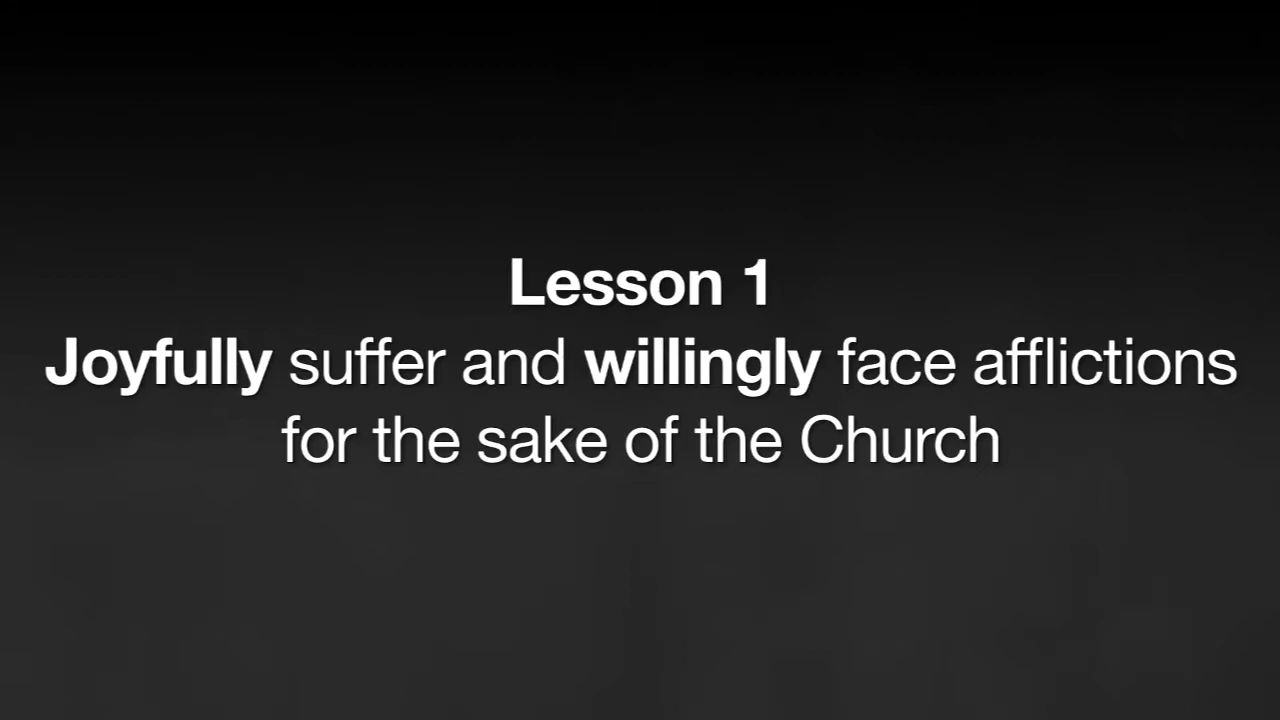 Lesson 1
Joyfully suffer and willingly face afflictions
for the sake of the Church